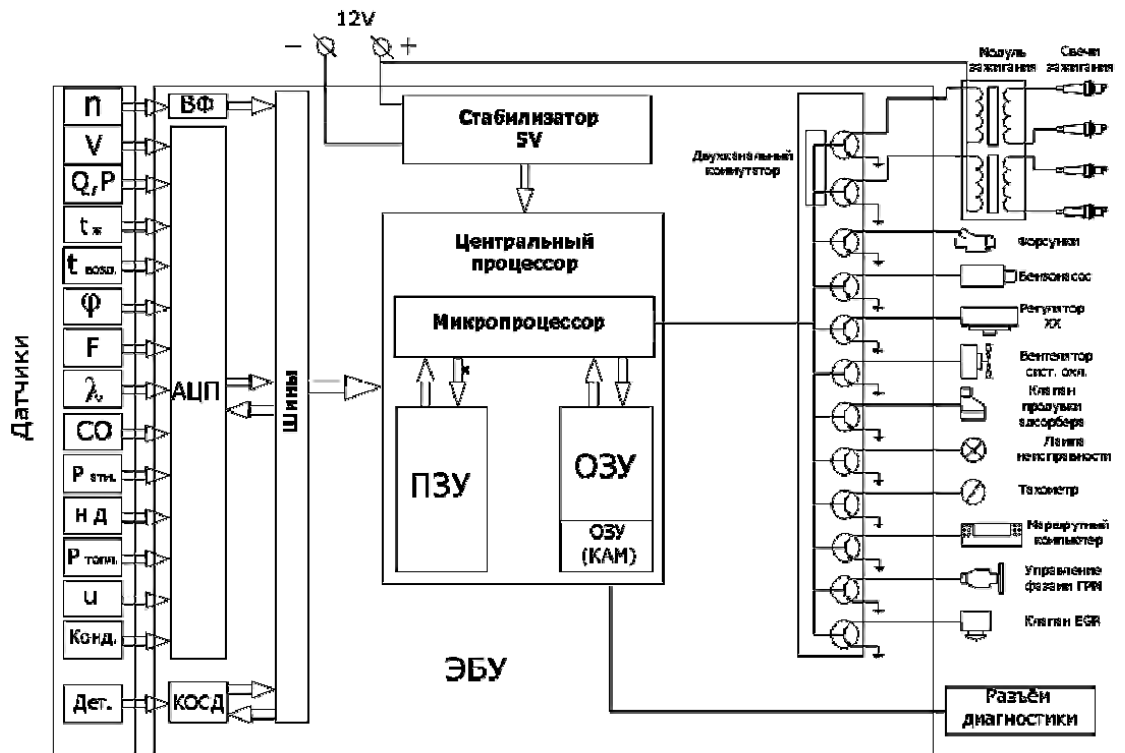 12V
− +
Модуль
зажигания
Свечи
зажигания
Датчики
n
V
Q,P
t ж
t возд.
φ
F
λ
CO
P атм.
н д
P топл.
u
Конд.
Дет.
ВФ
АЦП
КОСД
Шины
Стабилизатор
5V
Центральный
процессор
Микропроцессор
ПЗУ
ОЗУ
ОЗУ
(КАМ)
ЭБУ
Двухканальный
коммутатор
Форсунки
Бензонасос
Регулятор
ХХ
Вентелятор
сист. охл.
Клапан
продувки
адсорбера
Лампа
неисправности
Тахометр
Маршрутный
компьютер
Управление
фазами ГРМ
Клапан EGR
Разъём
диагностики